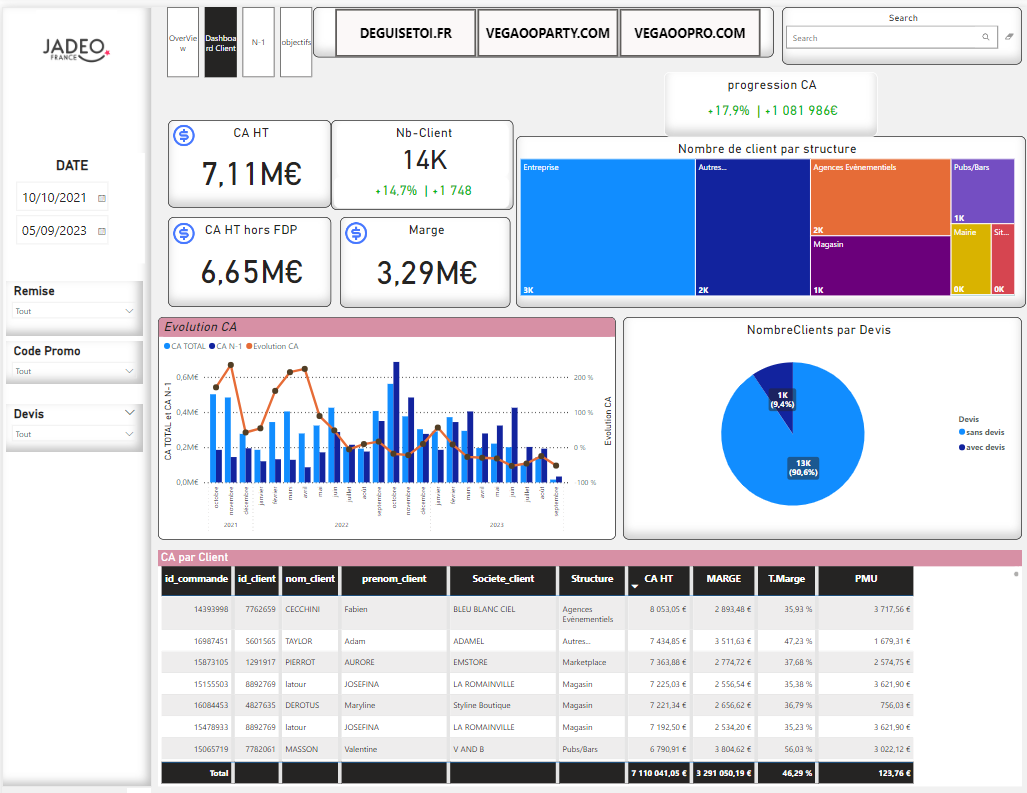 JADEO
FRANCE
OverVie
w
Dashboa
rd Client
N-1
objectifs
DEGUISETOI.FR
VEGAOOPARTY.COM
VEGAOOPRO.COM
Search
Search
progression CA
+17,9% | +1 081 986€
DATE
10/10/2021
05/09/2023
Remise
Tout
Code Promo
Tout
Devis
Tout
CA HT
7,11M€
Nb-Client
14K
+14,7% | +1 748
CA HT hors FDP
6,65M€
Marge
3,29M€
Nombre de client par structure
Entreprise
3K
Autres...
2K
Agences Evènementiels
2K
Magasin
1K
Pubs/Bars
1K
Mairie
0K
Sit...
0K
Evolution CA
CA TOTAL CA N-1 Evolution CA
CA TOTAL et CA N-1
0,6M€
0,4M€
0,2M€
0,0M€
200 %
100 %
0 %
-100 %
Evolution CA
octobre novembre décembre janvier février mars avril mai juin juillet août septembre octobre novembre décembre janvier février mars avril mai juin juillet août septembre
2021 2022 2023
NombreClients par Devis
1K
(9,4%)
13K
(90,6%)
Devis
sans devis
avec devis
CA par Client
id_commande id_client nom_client prenom_client Societe_client Structure CA HT MARGE T.Marge PMU
14393998 7762659 CECCHINI Fabien BLEU BLANC CIEL Agences Evènementiels 8 053,05 € 2 893,48 € 35,93 % 3 717,56 €
16987451 5601565 TAYLOR Adam ADAMEL Autres... 7 434,85 € 3 511,63 € 47,23 % 1 679,31 €
15873105 1291917 PIERROT AURORE EMSTORE Marketplace 7 363,88 € 2 774,72 € 37,68 % 2 574,75 €
15155503 8892769 latour JOSEFINA LA ROMAINVILLE Magasin 7 225,03 € 2 556,54 € 35,38 % 3 621,90 €
16084453 4827635 DEROTUS Maryline Styline Boutique Magasin 7 221,34 € 2 656,62 € 36,79 % 756,03 €
15478933 8892769 latour JOSEFINA LA ROMAINVILLE Magasin 7 192,50 € 2 534,20 € 35,23 % 3 621,90 €
15065719 7782061 MASSON Valentine V AND B Pubs/Bars 6 790,91 € 3 804,62 € 56,03 % 3 022,12 €
Total 7 110 041,05 € 3 291 050,19 € 46,29 % 123,76 €